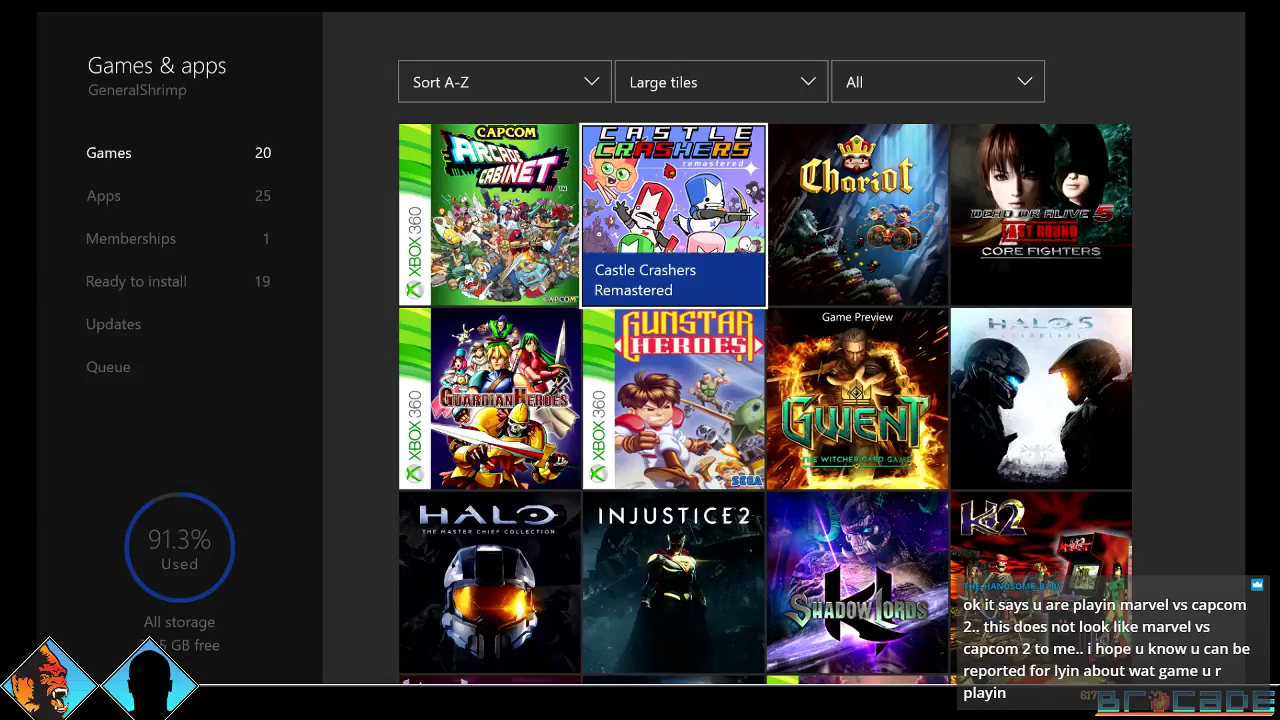 Games & apps
GeneralShrimp
Games 20
Apps 25
Memberships 1
Ready to install 19
Updates
Queue
91.3%
Used
All storage
GB free
Sort A-Z
Large tiles
All
CAPCOM
ARCADE
CABINET
XBOX 360
CAPCOM
CASTLE
CRASHERS
remastered
Castle Crashers
Remastered
Chariot
DEAD OR ALIVE 5
LAST ROUND
CORE FIGHTERS
XBOX 360
GUARDIAN HEROES
XBOX 360
GUNSTAR
HEROES
SEGA
Game Preview
GWENT
THE WITCHER CARD GAME
HALO 5
GUARDIANS
HALO
THE MASTER CHIEF COLLECTION
INJUSTICE 2
SHADOW LORDS
KI2
THE_HANDSOME_BABY
ok it says u are playin marvel vs capcom
2.. this does not look like marvel vs
capcom 2 to me.. i hope u know u can be
reported for lyin about wat game u r
playin
BROCADE